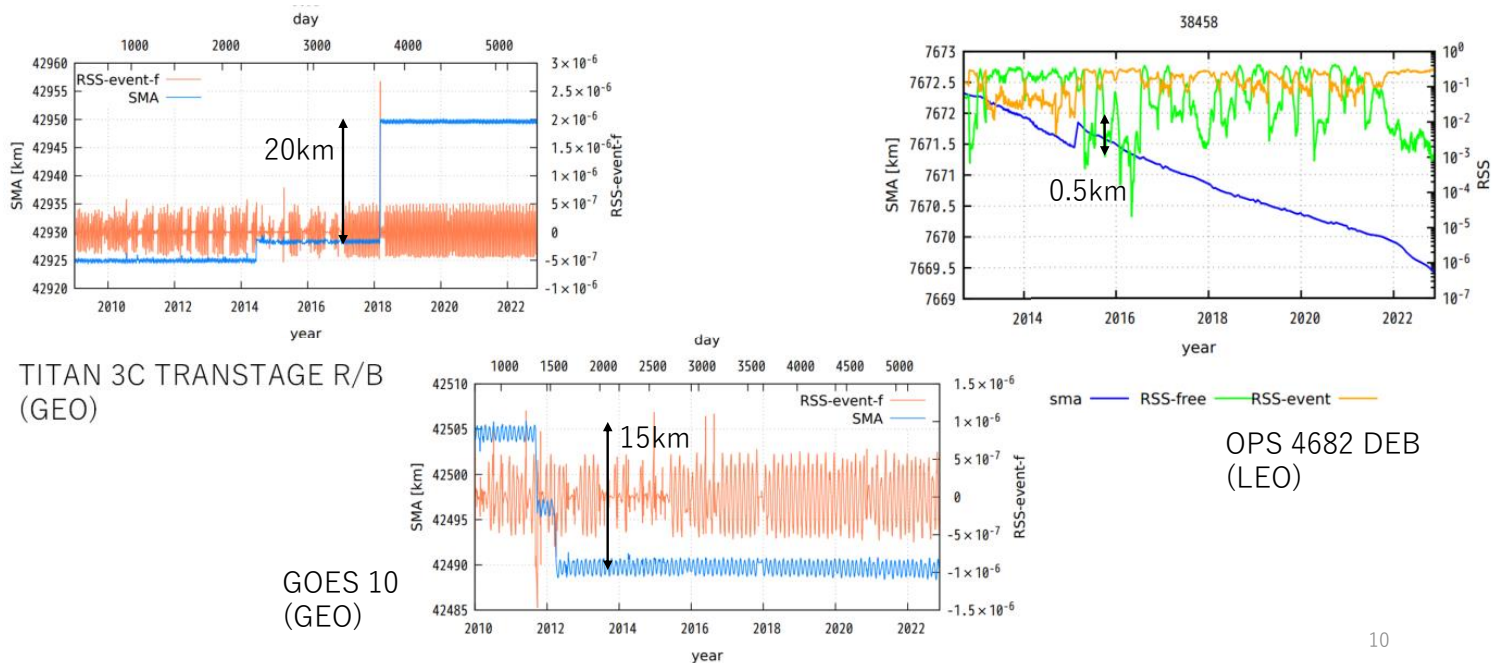 day
1000 2000 3000 4000 5000
42960
42955
42950
42945
42940
42935
42930
42925
42920
SMA [km]
RSS-event-f
SMA
20km
3×10⁻⁶
2.5×10⁻⁶
2×10⁻⁶
1.5×10⁻⁶
1×10⁻⁶
5×10⁻⁷
0
-5×10⁻⁷
-1×10⁻⁶
RSS-event-f
2010 2012 2014 2016 2018 2020 2022
year
TITAN 3C TRANSTAGE R/B
(GEO)
38458
7673
7672.5
7672
7671.5
7671
7670.5
7670
7669.5
7669
SMA [km]
0.5km
10⁰
10⁻¹
10⁻²
10⁻³
10⁻⁴
10⁻⁵
10⁻⁶
10⁻⁷
RSS
2014 2016 2018 2020 2022
year
sma RSS-free RSS-event
OPS 4682 DEB
(LEO)
day
1000 1500 2000 2500 3000 3500 4000 4500 5000
42510
42505
42500
42495
42490
42485
SMA [km]
RSS-event-f
SMA
15km
1.5×10⁻⁶
1×10⁻⁶
5×10⁻⁷
0
-5×10⁻⁷
-1×10⁻⁶
-1.5×10⁻⁶
RSS-event-f
2010 2012 2014 2016 2018 2020 2022
year
GOES 10
(GEO)
10